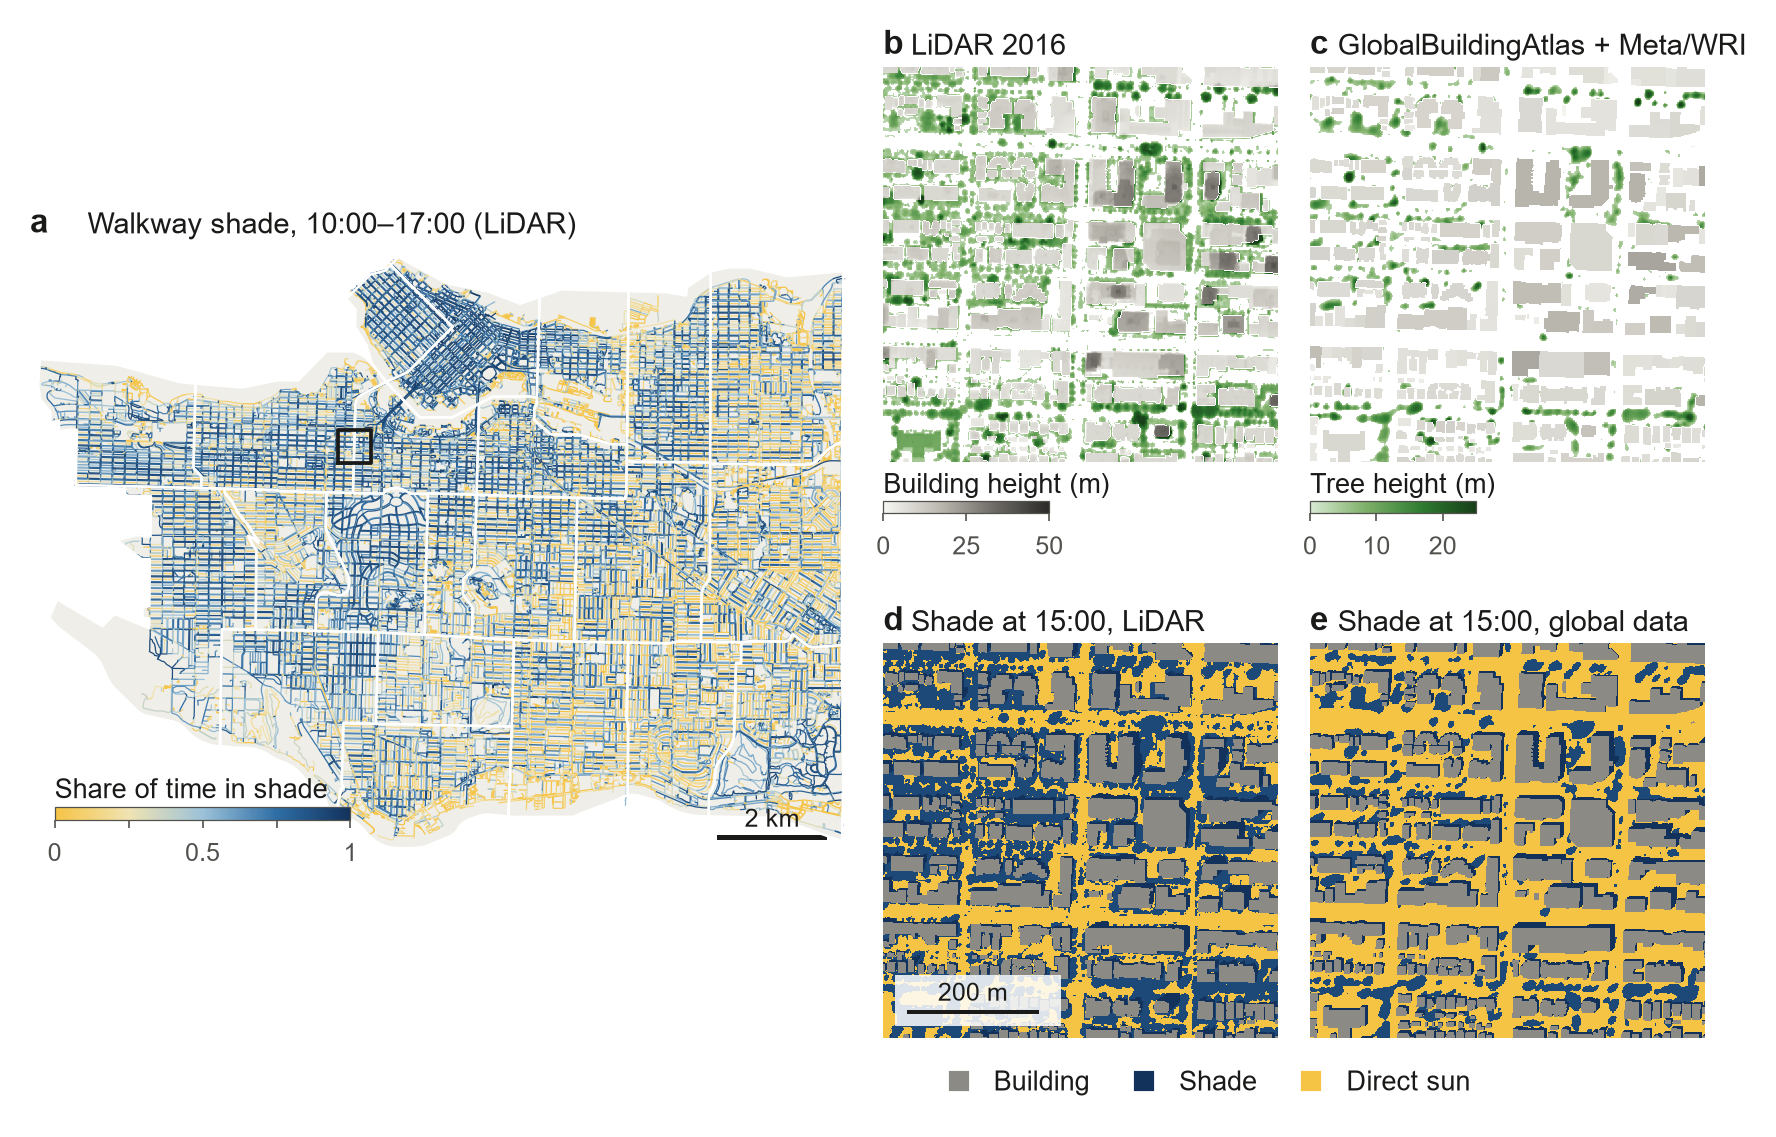 a Walkway shade, 10:00–17:00 (LiDAR)
Share of time in shade
0 0.5 1
2 km
b LiDAR 2016
Building height (m)
0 25 50
c GlobalBuildingAtlas + Meta/WRI
Tree height (m)
0 10 20
d Shade at 15:00, LiDAR
200 m
e Shade at 15:00, global data
Building Shade Direct sun